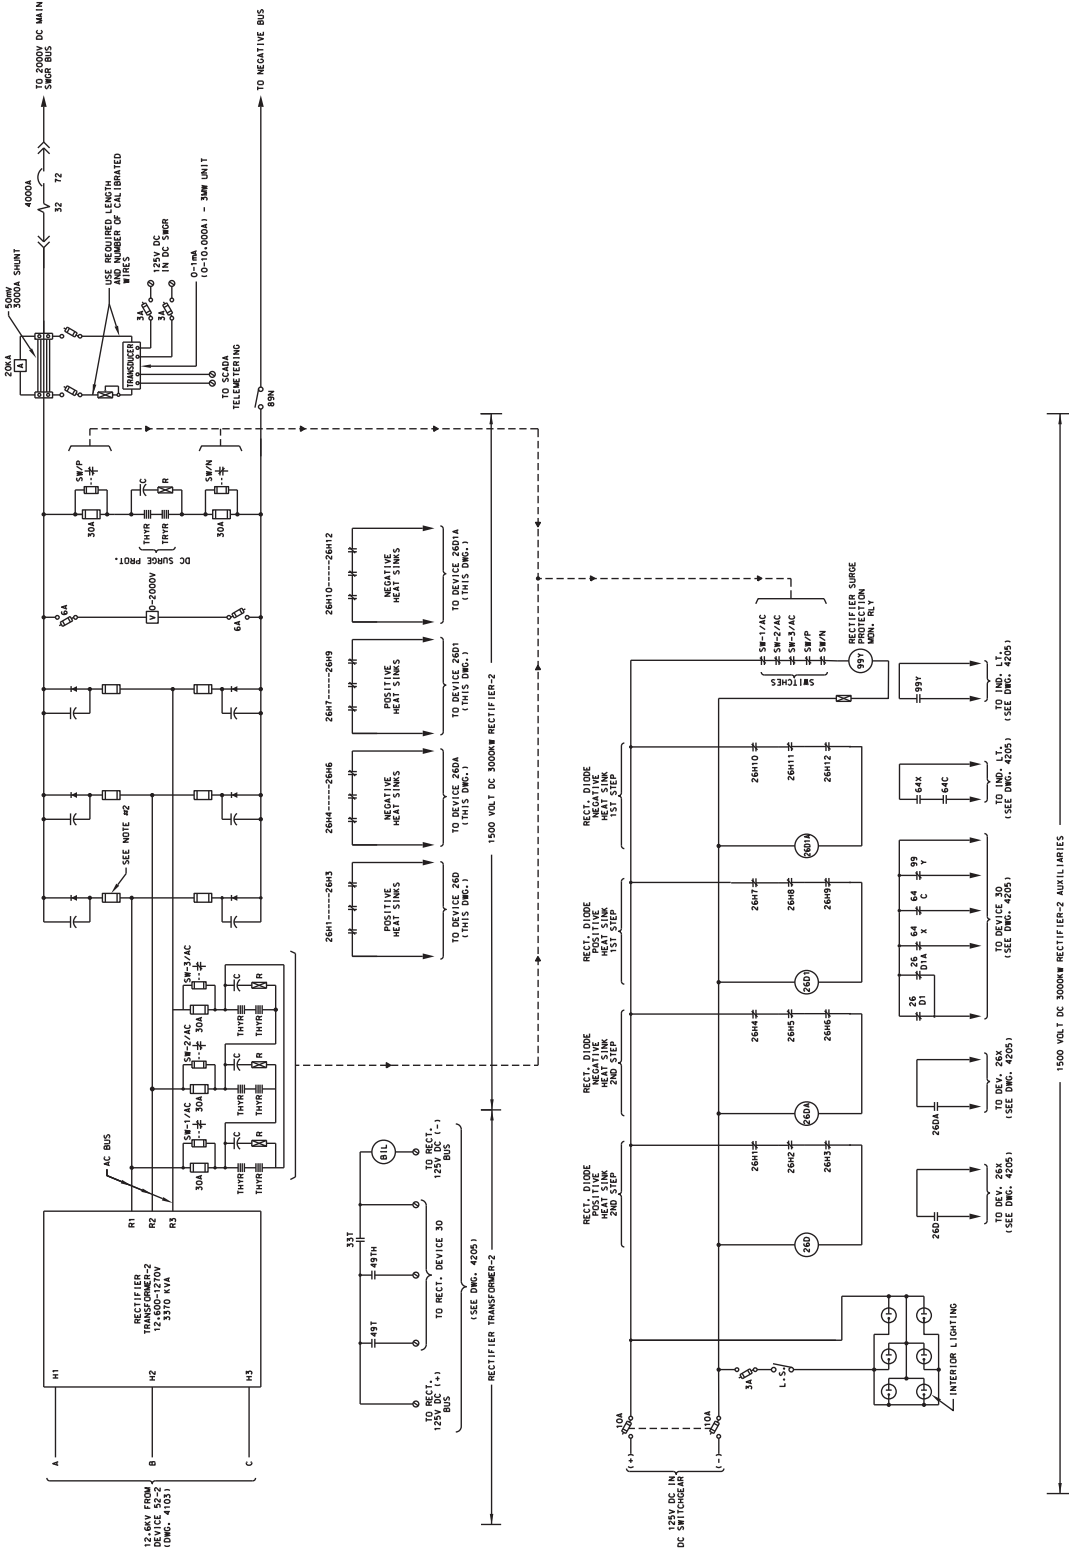 12.6KV FROM
DEVICE 52-2
(DWG. 4103)
A
B
C
H1
H2
H3
RECTIFIER
TRANSFORMER-2
12.600-1270V
3370 KVA
R1
R2
R3
AC BUS
SW-1/AC
30A
THYR
THYR
C
R
SW-2/AC
30A
THYR
THYR
C
R
SW-3/AC
30A
THYR
THYR
C
R
SEE NOTE #2
6A
V
0-2000V
6A
DC SURGE PROT.
SW/P
30A
THYR
TRYR
C
R
SW/N
30A
89N
20KA
A
50mV
3000A SHUNT
TRANSDUCER
TO SCADA
TELEMETERING
USE REQUIRED LENGTH
AND NUMBER OF CALIBRATED
WIRES
3A
3A
125V DC
IN DC SWGR
0-1mA
(0-10.000A) - 3MW UNIT
4000A
32
72
TO 2000V DC MAIN
SWGR BUS
TO NEGATIVE BUS
TO RECT.
125V DC (+)
BUS
49T
49TH
33T
BIL
TO RECT.
125V DC (-)
BUS
TO RECT. DEVICE 30
(SEE DWG. 4205)
RECTIFIER TRANSFORMER-2
26H1-----26H3
POSITIVE
HEAT SINKS
TO DEVICE 26D
(THIS DWG.)
26H4----26H6
NEGATIVE
HEAT SINKS
TO DEVICE 26DA
(THIS DWG.)
26H7-----26H9
POSITIVE
HEAT SINKS
TO DEVICE 26D1
(THIS DWG.)
26H10-----26H12
NEGATIVE
HEAT SINKS
TO DEVICE 26D1A
(THIS DWG.)
1500 VOLT DC 3000KW RECTIFIER-2
125V DC IN
DC SWITCHGEAR
(+)
(-)
10A
10A
3A
L.S.
INTERIOR LIGHTING
RECT. DIODE
POSITIVE
HEAT SINK
2ND STEP
26D
26H1
26H2
26H3
RECT. DIODE
NEGATIVE
HEAT SINK
2ND STEP
26DA
26H4
26H5
26H6
RECT. DIODE
POSITIVE
HEAT SINK
1ST STEP
26D1
26H7
26H8
26H9
RECT. DIODE
NEGATIVE
HEAT SINK
1ST STEP
26D1A
26H10
26H11
26H12
SWITCHES
SW-1/AC
SW-2/AC
SW-3/AC
SW/P
SW/N
99Y
RECTIFIER SURGE
PROTECTION
MON. RLY
26D
TO DEV. 26X
(SEE DWG. 4205)
26DA
TO DEV. 26X
(SEE DWG. 4205)
26
D1
26
D1A
64
X
64
C
99
Y
TO DEVICE 30
(SEE DWG. 4205)
64X
64C
TO IND. LT.
(SEE DWG. 4205)
99Y
TO IND. LT.
(SEE DWG. 4205)
1500 VOLT DC 3000KW RECTIFIER-2 AUXILIARIES